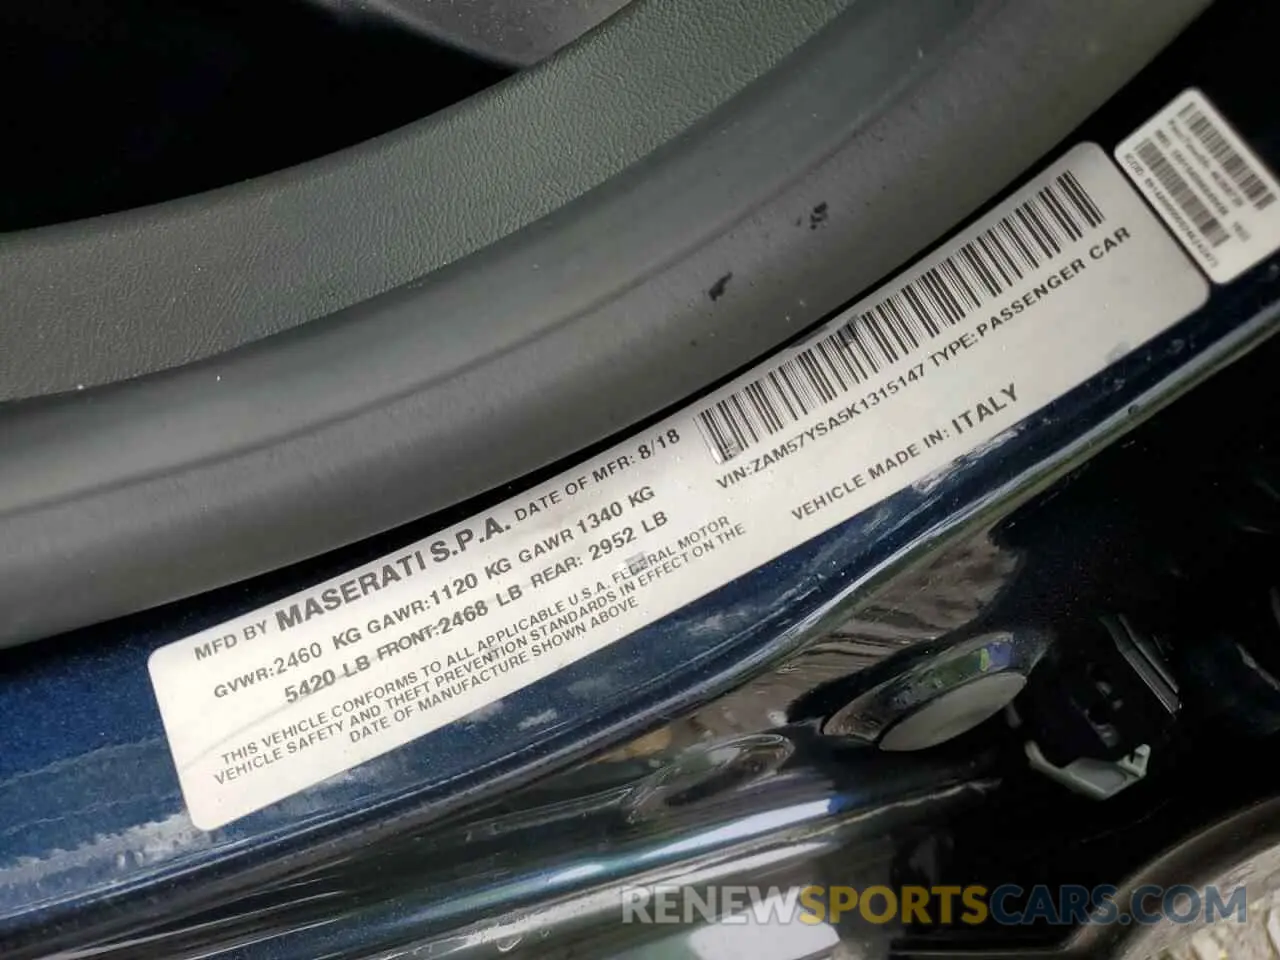 MFD BY MASERATI S.P.A. DATE OF MFR: 8/18
GVWR:2460 KG GAWR:1120 KG GAWR 1340 KG
5420 LB FRONT:2468 LB REAR: 2952 LB
THIS VEHICLE CONFORMS TO ALL APPLICABLE U.S.A. FEDERAL MOTOR
VEHICLE SAFETY AND THEFT PREVENTION STANDARDS IN EFFECT ON THE
DATE OF MANUFACTURE SHOWN ABOVE
VIN:ZAM57YSA5K1315147 TYPE:PASSENGER CAR
VEHICLE MADE IN: ITALY
RENEWSPORTSCARS.COM